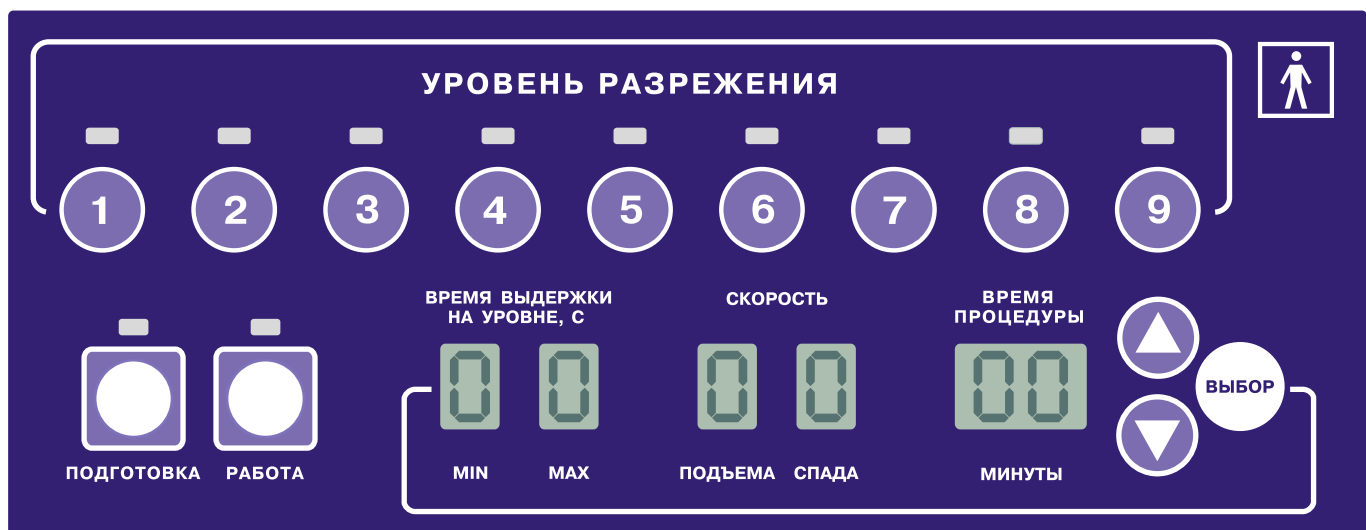 УРОВЕНЬ РАЗРЕЖЕНИЯ
1 2 3 4 5 6 7 8 9
ВРЕМЯ ВЫДЕРЖКИ
НА УРОВНЕ, С
СКОРОСТЬ
ВРЕМЯ
ПРОЦЕДУРЫ
0 0 0 0 00
ВЫБОР
ПОДГОТОВКА РАБОТА MIN MAX ПОДЪЕМА СПАДА МИНУТЫ